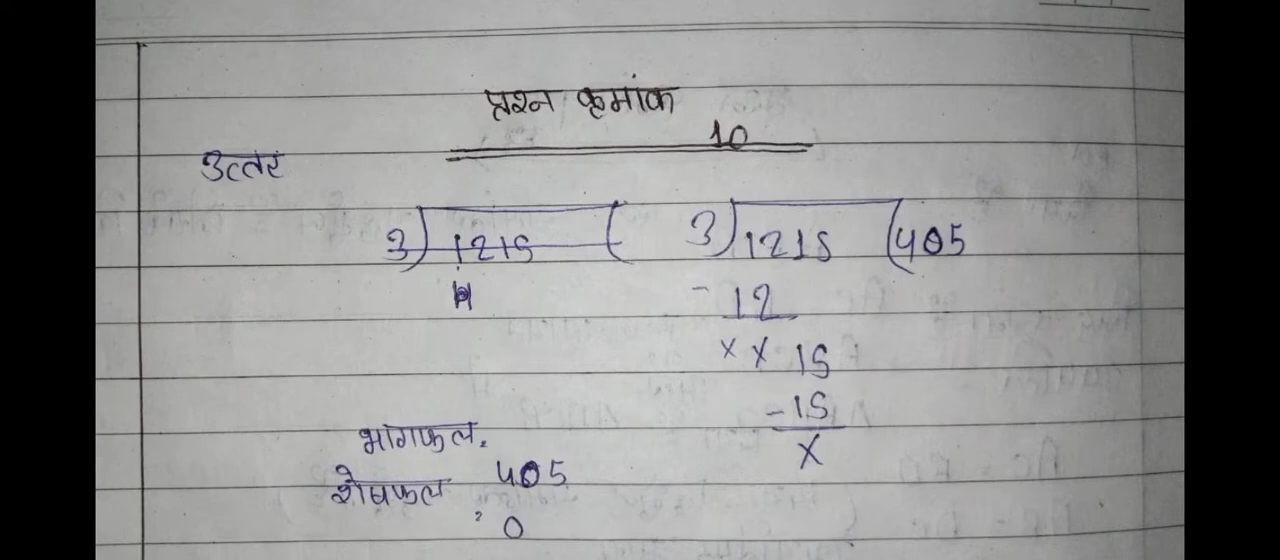 प्रश्न क्रमांक
10
उत्तर
3) 1215 ( 3) 1215 (405
- 12
x x 15
- 15
x
भागफल =
405
शेषफल
= 0